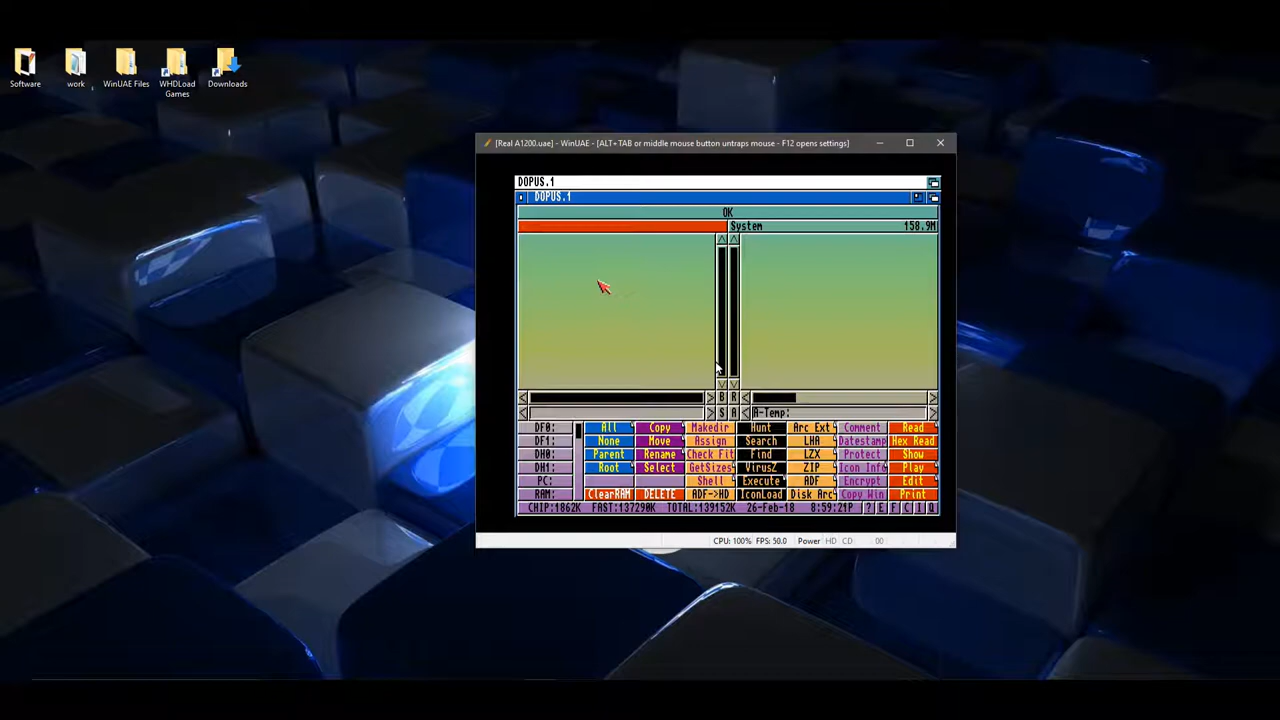 Software
work
WinUAE Files
WHDLoad
Games
Downloads
[Real A1200.uae] - WinUAE - [ALT+TAB or middle mouse button untraps mouse - F12 opens settings]
DOPUS.1
DOPUS.1
OK
System 158.9M
B R
S A A-Temp:
DF0: All Copy Makedir Hunt Arc Ext Comment Read
DF1: None Move Assign Search LHA Datestamp Hex Read
DH0: Parent Rename Check Fit Find LZX Protect Show
DH1: Root Select GetSizes VirusZ ZIP Icon Info Play
PC: Shell Execute ADF Encrypt Edit
RAM: ClearRAM DELETE ADF->HD IconLoad Disk Arc Copy Win Print
CHIP:1862K FAST:137290K TOTAL:139152K 26-Feb-18 8:59:21P ? E F C I Q
CPU: 100% FPS: 50.0 Power HD CD 00